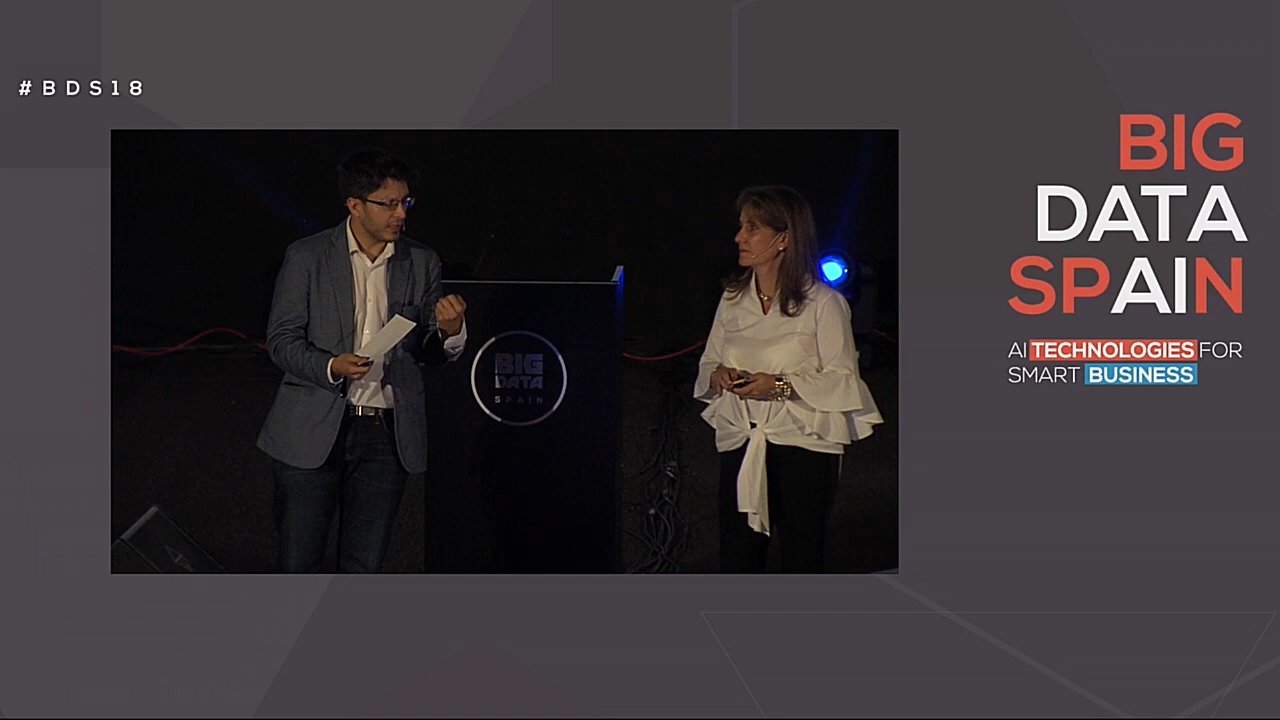 #BDS18
BIG
DATA
SPAIN
AI TECHNOLOGIES FOR
SMART BUSINESS
BIG
DATA
SPAIN